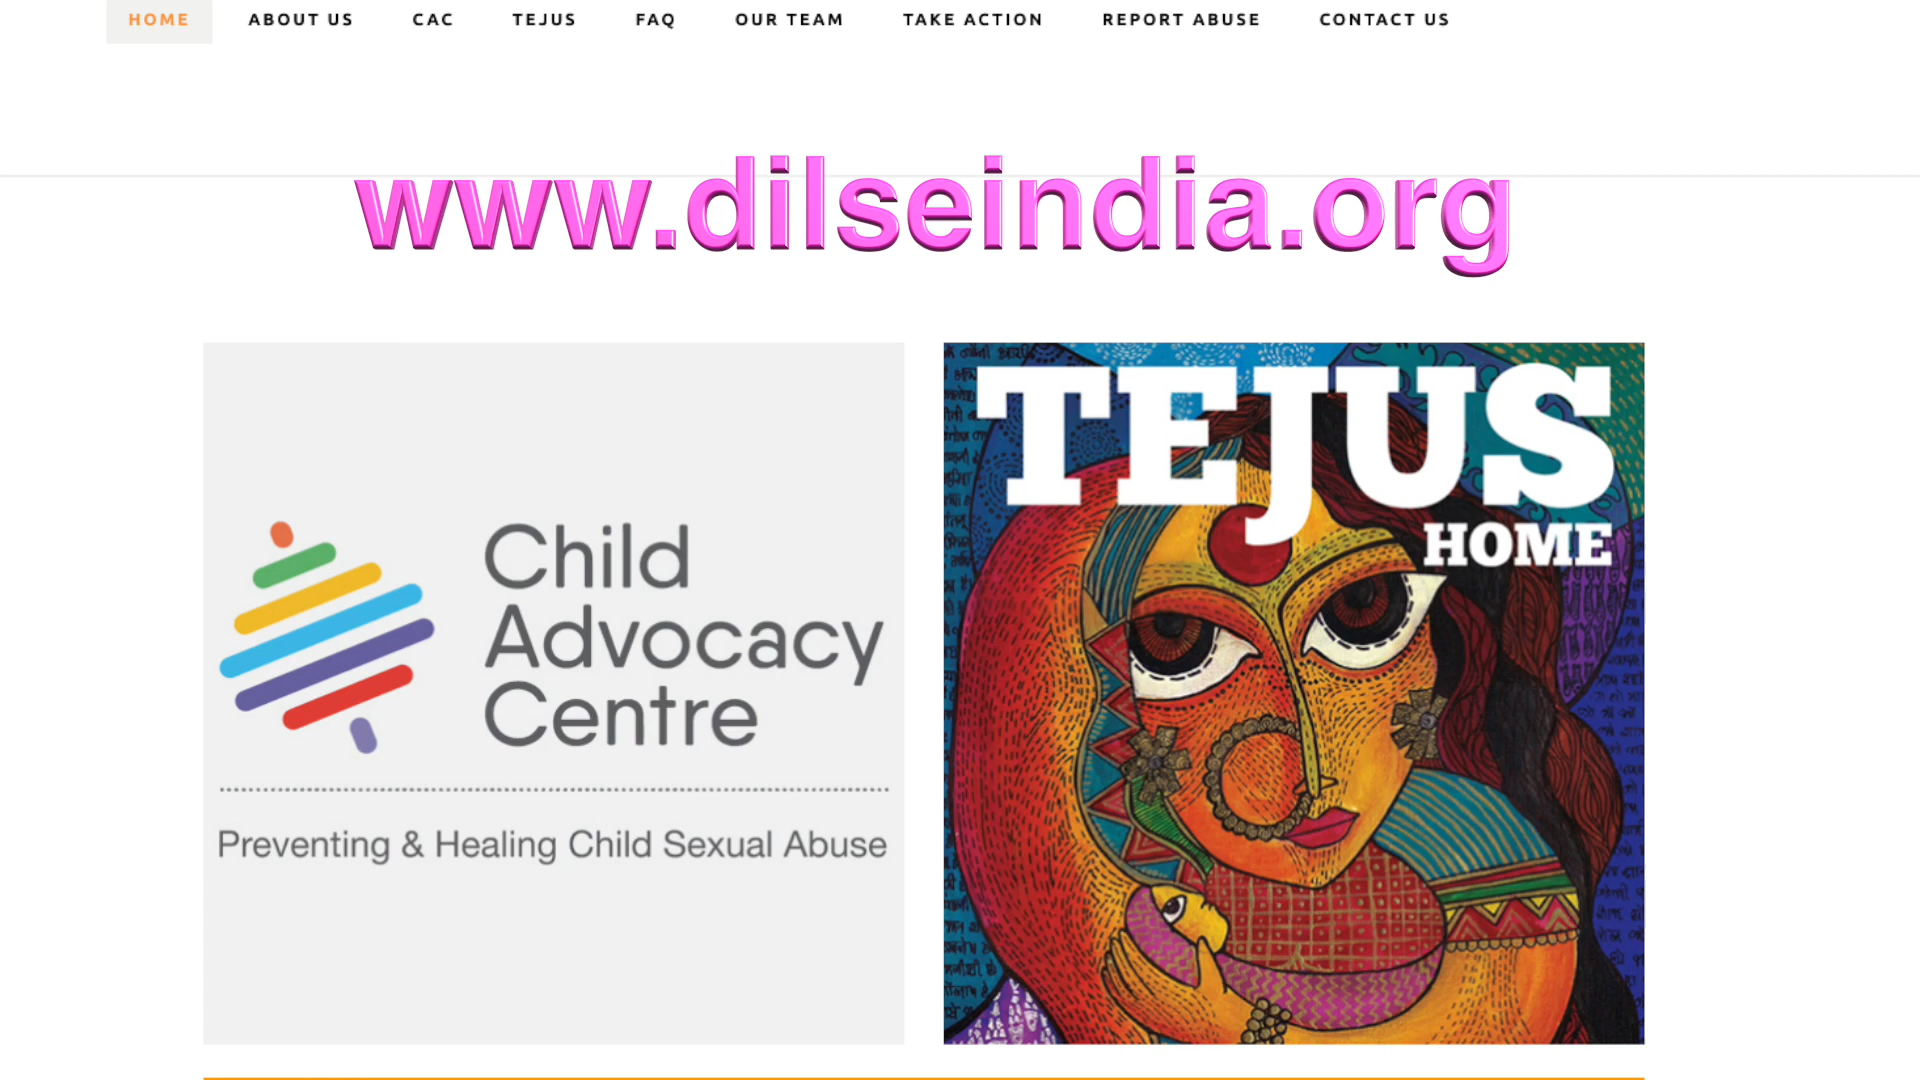 HOME ABOUT US CAC TEJUS FAQ OUR TEAM TAKE ACTION REPORT ABUSE CONTACT US
www.dilseindia.org
Child
Advocacy
Centre
Preventing & Healing Child Sexual Abuse
TEJUS
HOME